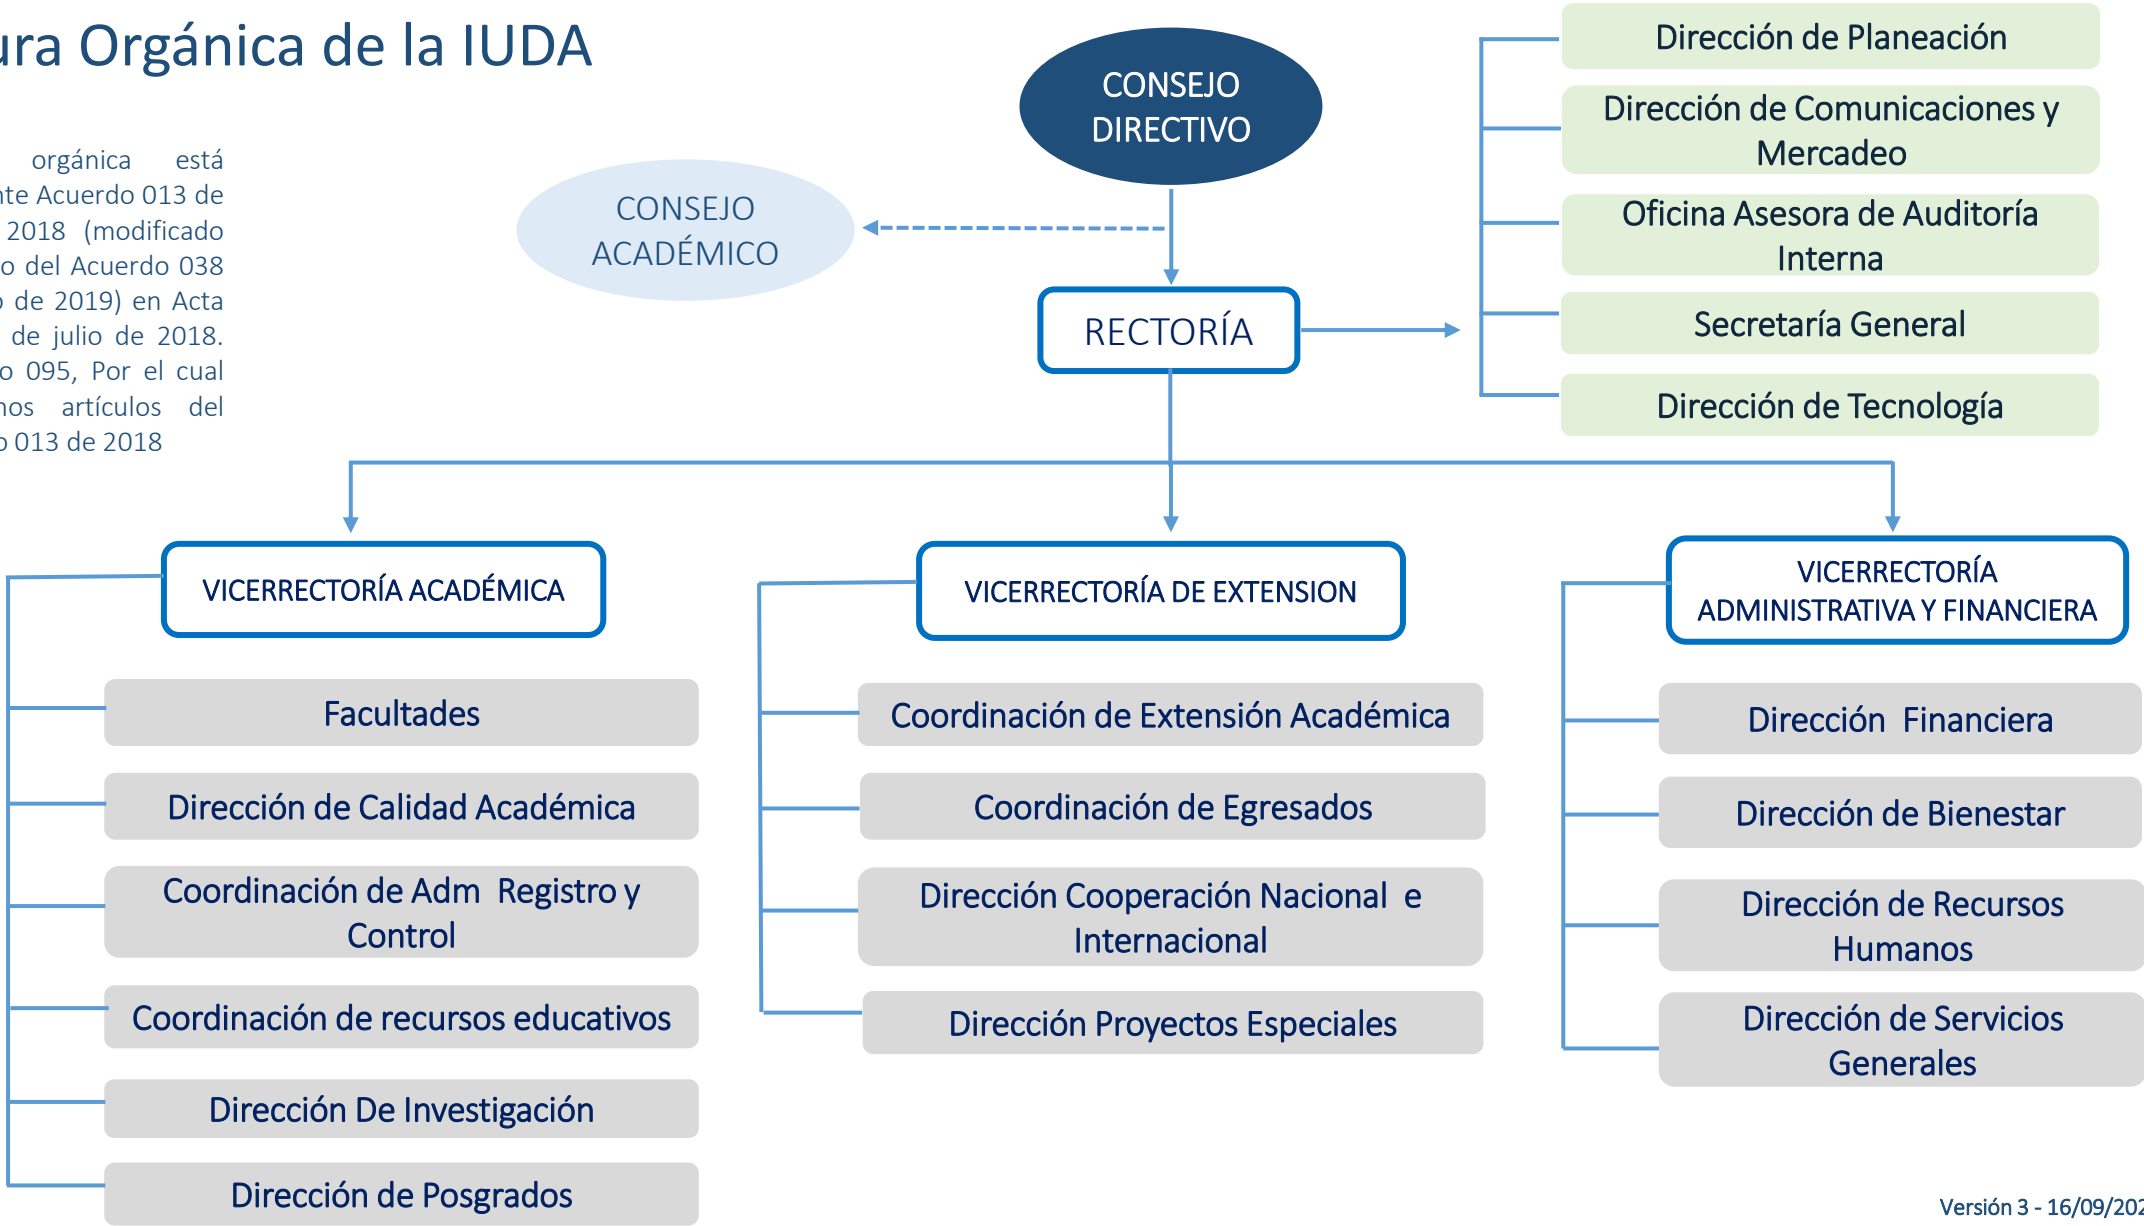 ura Orgánica de la IUDA
orgánica está
nte Acuerdo 013 de
2018 (modificado
o del Acuerdo 038
o de 2019) en Acta
de julio de 2018.
o 095, Por el cual
nos artículos del
o 013 de 2018
CONSEJO
DIRECTIVO
CONSEJO
ACADÉMICO
RECTORÍA
Dirección de Planeación
Dirección de Comunicaciones y
Mercadeo
Oficina Asesora de Auditoría
Interna
Secretaría General
Dirección de Tecnología
VICERRECTORÍA ACADÉMICA
Facultades
Dirección de Calidad Académica
Coordinación de Adm Registro y
Control
Coordinación de recursos educativos
Dirección De Investigación
Dirección de Posgrados
VICERRECTORÍA DE EXTENSION
Coordinación de Extensión Académica
Coordinación de Egresados
Dirección Cooperación Nacional e
Internacional
Dirección Proyectos Especiales
VICERRECTORÍA
ADMINISTRATIVA Y FINANCIERA
Dirección Financiera
Dirección de Bienestar
Dirección de Recursos
Humanos
Dirección de Servicios
Generales
Versión 3 - 16/09/202